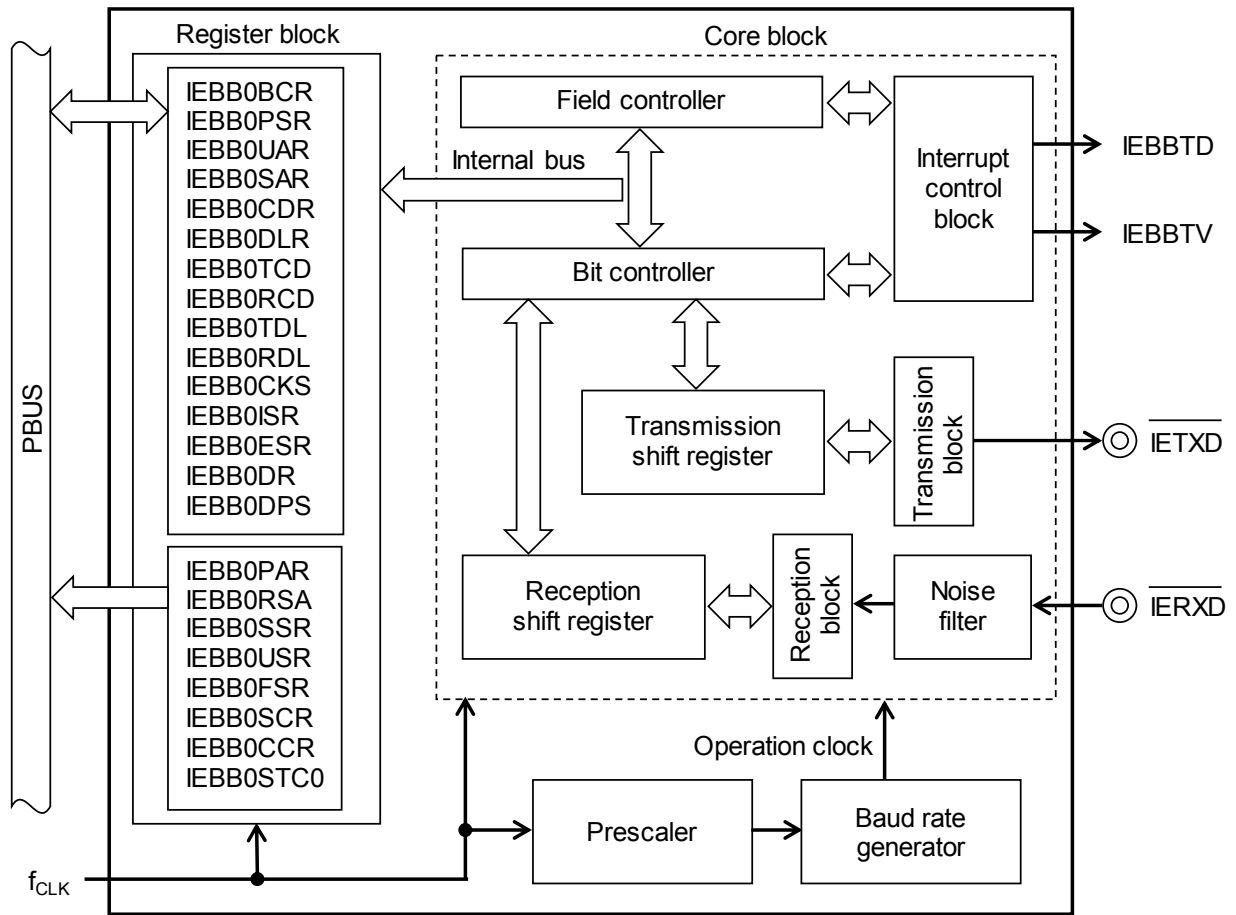 PBUS
Register block
IEBB0BCR
IEBB0PSR
IEBB0UAR
IEBB0SAR
IEBB0CDR
IEBB0DLR
IEBB0TCD
IEBB0RCD
IEBB0TDL
IEBB0RDL
IEBB0CKS
IEBB0ISR
IEBB0ESR
IEBB0DR
IEBB0DPS
IEBB0PAR
IEBB0RSA
IEBB0SSR
IEBB0USR
IEBB0FSR
IEBB0SCR
IEBB0CCR
IEBB0STC0
Internal bus
Core block
Field controller
Bit controller
Interrupt
control
block
IEBBTD
IEBBTV
Transmission
shift register
Transmission
block
IETXD
Reception
shift register
Reception
block
Noise
filter
IERXD
Operation clock
Prescaler
Baud rate
generator
fCLK